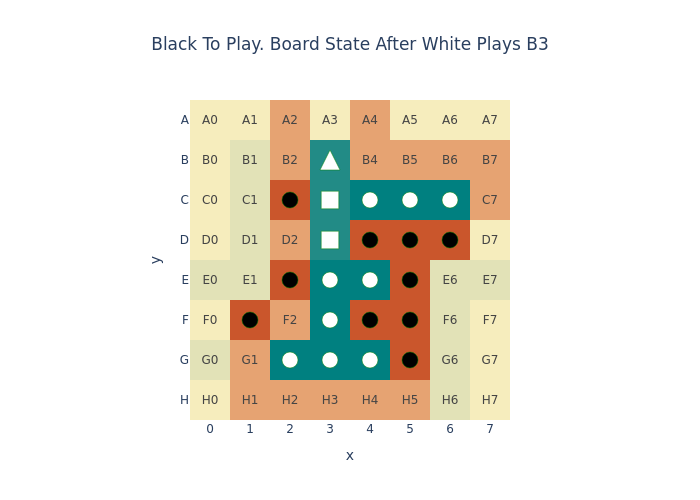 Black To Play. Board State After White Plays B3
A A0 A1 A2 A3 A4 A5 A6 A7
B B0 B1 B2 B4 B5 B6 B7
C C0 C1 C7
D D0 D1 D2 D7
y
E E0 E1 E6 E7
F F0 F2 F6 F7
G G0 G1 G6 G7
H H0 H1 H2 H3 H4 H5 H6 H7
0 1 2 3 4 5 6 7
x